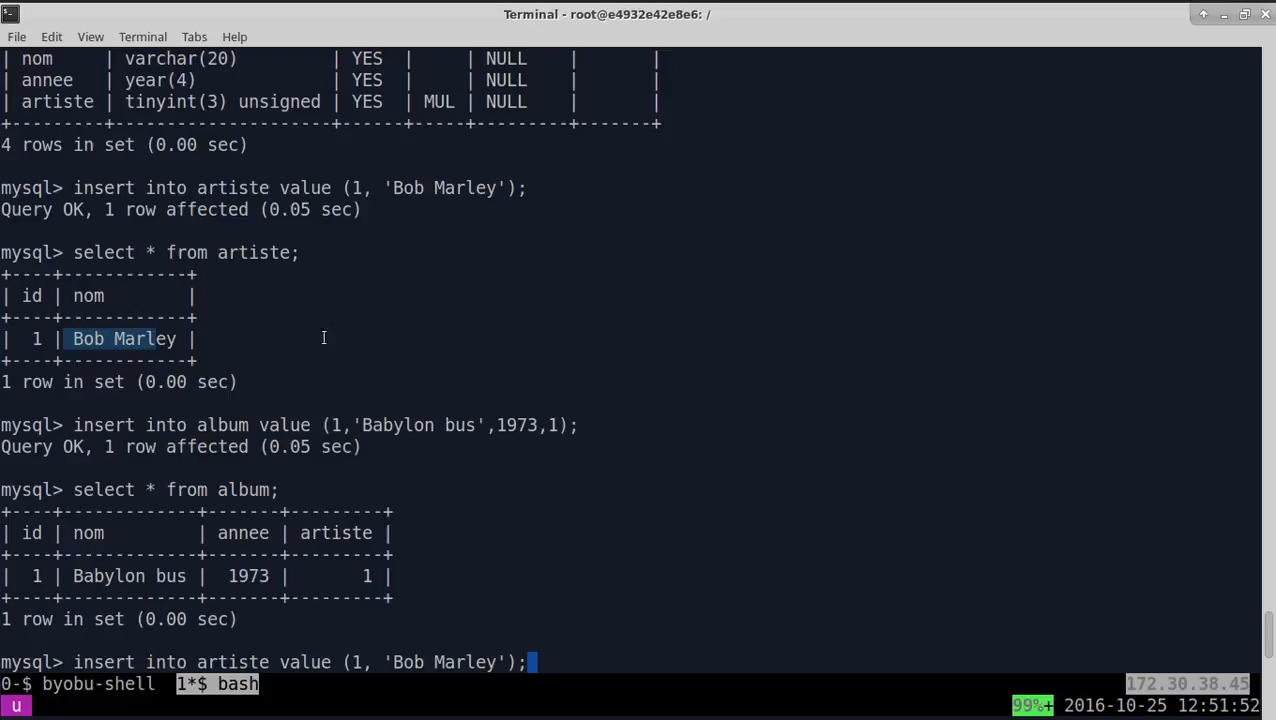 Terminal - root@e4932e42e8e6: /
File Edit View Terminal Tabs Help
| nom     | varchar(20)         | YES  |     | NULL    |       |
| annee   | year(4)             | YES  |     | NULL    |       |
| artiste | tinyint(3) unsigned | YES  | MUL | NULL    |       |
+---------+---------------------+------+-----+---------+-------+
4 rows in set (0.00 sec)
mysql> insert into artiste value (1, 'Bob Marley');
Query OK, 1 row affected (0.05 sec)
mysql> select * from artiste;
+----+------------+
| id | nom        |
+----+------------+
|  1 | Bob Marley |
+----+------------+
1 row in set (0.00 sec)
mysql> insert into album value (1,'Babylon bus',1973,1);
Query OK, 1 row affected (0.05 sec)
mysql> select * from album;
+----+-------------+-------+---------+
| id | nom         | annee | artiste |
+----+-------------+-------+---------+
|  1 | Babylon bus |  1973 |       1 |
+----+-------------+-------+---------+
1 row in set (0.00 sec)
mysql> insert into artiste value (1, 'Bob Marley');
0-$ byobu-shell  1*$ bash 172.30.38.45
u 99%+ 2016-10-25 12:51:52